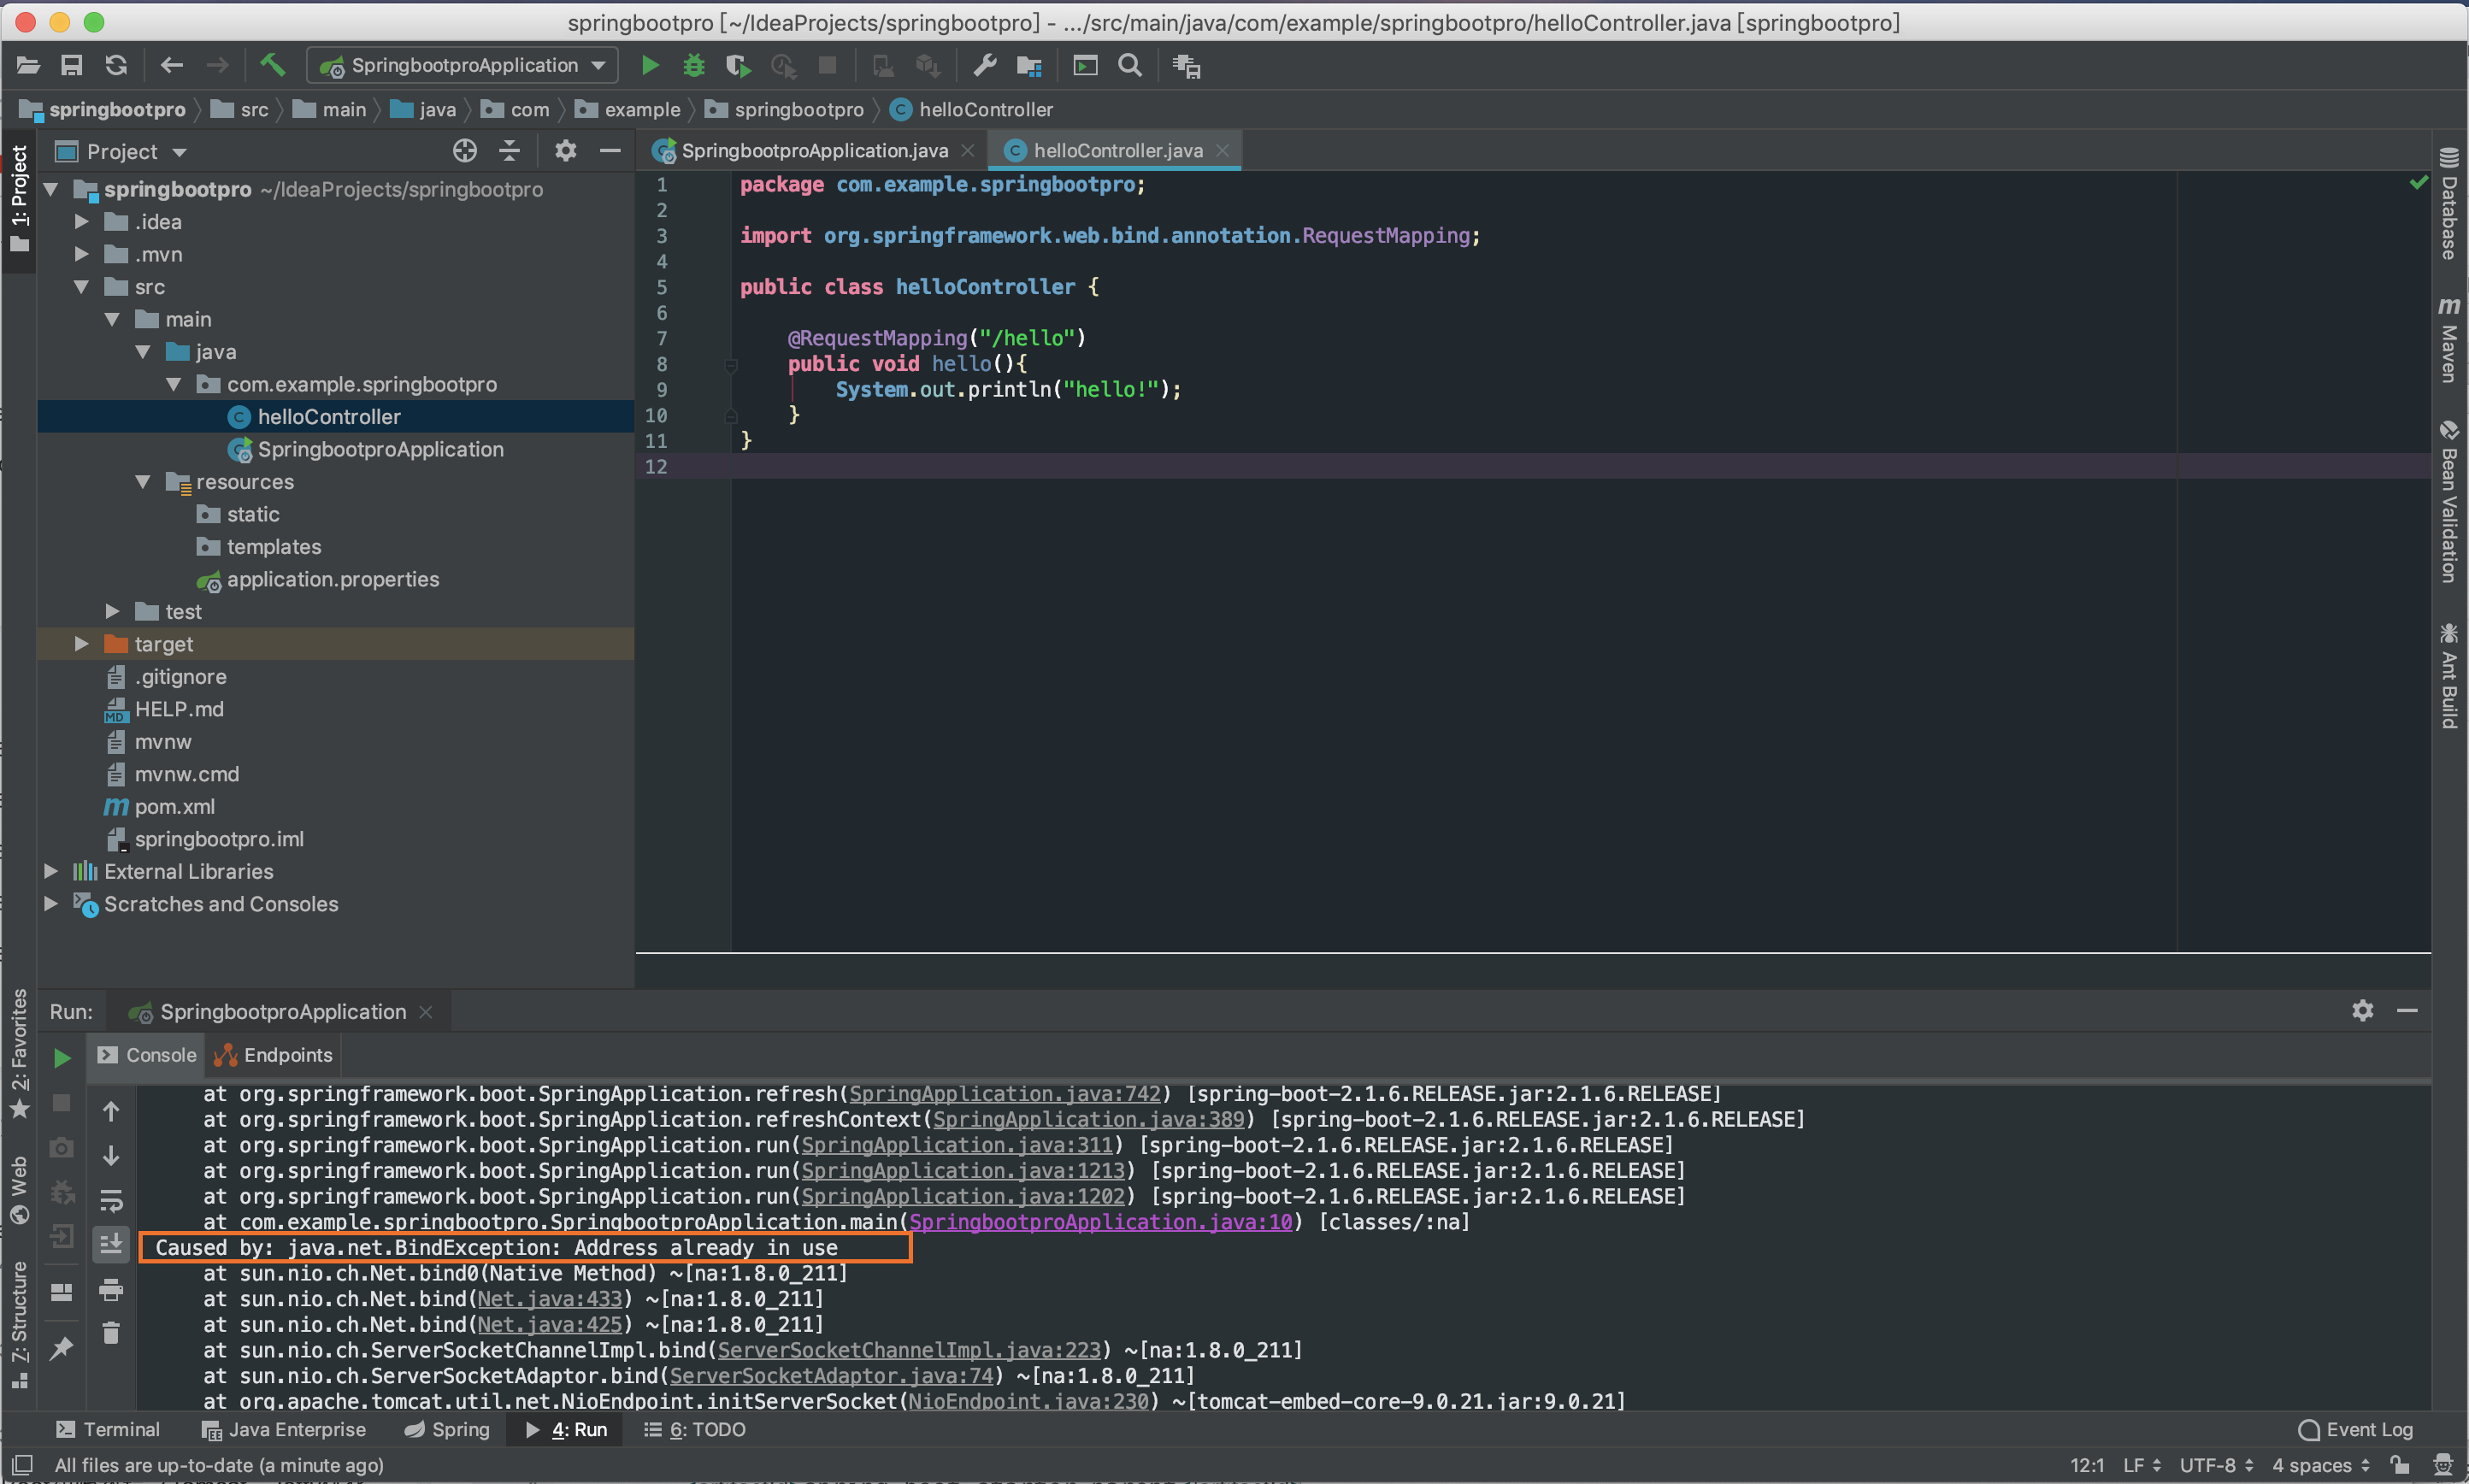 springbootpro [~/IdeaProjects/springbootpro] - .../src/main/java/com/example/springbootpro/helloController.java [springbootpro]
SpringbootproApplication
springbootpro src main java com example springbootpro helloController
1: Project
Project
SpringbootproApplication.java
helloController.java
springbootpro ~/IdeaProjects/springbootpro
.idea
.mvn
src
main
java
com.example.springbootpro
helloController
SpringbootproApplication
resources
static
templates
application.properties
test
target
.gitignore
HELP.md
mvnw
mvnw.cmd
pom.xml
springbootpro.iml
External Libraries
Scratches and Consoles
1 package com.example.springbootpro;
2
3 import org.springframework.web.bind.annotation.RequestMapping;
4
5 public class helloController {
6
7 @RequestMapping("/hello")
8 public void hello(){
9 System.out.println("hello!");
10 }
11 }
12
Database
Maven
Bean Validation
Ant Build
2: Favorites
Web
Z: Structure
Run: SpringbootproApplication
Console Endpoints
at org.springframework.boot.SpringApplication.refresh(SpringApplication.java:742) [spring-boot-2.1.6.RELEASE.jar:2.1.6.RELEASE]
at org.springframework.boot.SpringApplication.refreshContext(SpringApplication.java:389) [spring-boot-2.1.6.RELEASE.jar:2.1.6.RELEASE]
at org.springframework.boot.SpringApplication.run(SpringApplication.java:311) [spring-boot-2.1.6.RELEASE.jar:2.1.6.RELEASE]
at org.springframework.boot.SpringApplication.run(SpringApplication.java:1213) [spring-boot-2.1.6.RELEASE.jar:2.1.6.RELEASE]
at org.springframework.boot.SpringApplication.run(SpringApplication.java:1202) [spring-boot-2.1.6.RELEASE.jar:2.1.6.RELEASE]
at com.example.springbootpro.SpringbootproApplication.main(SpringbootproApplication.java:10) [classes/:na]
Caused by: java.net.BindException: Address already in use
at sun.nio.ch.Net.bind0(Native Method) ~[na:1.8.0_211]
at sun.nio.ch.Net.bind(Net.java:433) ~[na:1.8.0_211]
at sun.nio.ch.Net.bind(Net.java:425) ~[na:1.8.0_211]
at sun.nio.ch.ServerSocketChannelImpl.bind(ServerSocketChannelImpl.java:223) ~[na:1.8.0_211]
at sun.nio.ch.ServerSocketAdaptor.bind(ServerSocketAdaptor.java:74) ~[na:1.8.0_211]
at org.apache.tomcat.util.net.NioEndpoint.initServerSocket(NioEndpoint.java:230) ~[tomcat-embed-core-9.0.21.jar:9.0.21]
Terminal Java Enterprise Spring 4: Run 6: TODO Event Log
All files are up-to-date (a minute ago) 12:1 LF UTF-8 4 spaces